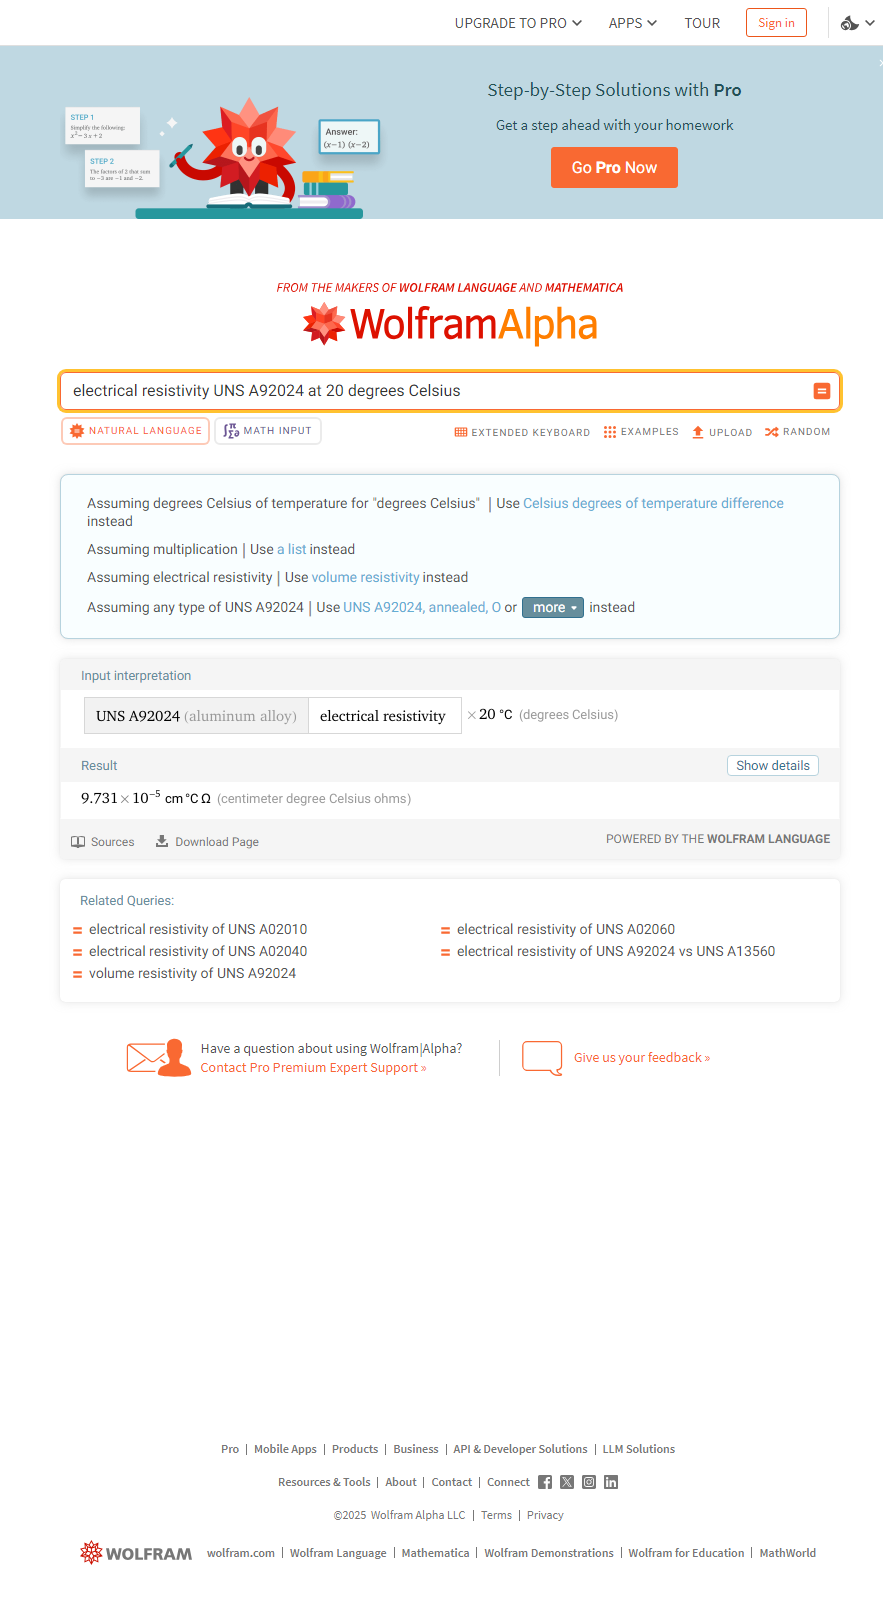 UPGRADE TO PRO APPS TOUR Sign in
Step-by-Step Solutions with Pro
Get a step ahead with your homework
Go Pro Now
STEP 1
Simplify the following:
x² − 3 x + 2
STEP 2
The factors of 2 that sum
to −3 are −1 and −2.
Answer:
(x−1) (x−2)
FROM THE MAKERS OF WOLFRAM LANGUAGE AND MATHEMATICA
WolframAlpha
electrical resistivity UNS A92024 at 20 degrees Celsius
NATURAL LANGUAGE MATH INPUT EXTENDED KEYBOARD EXAMPLES UPLOAD RANDOM
Assuming degrees Celsius of temperature for "degrees Celsius" | Use Celsius degrees of temperature difference
instead
Assuming multiplication | Use a list instead
Assuming electrical resistivity | Use volume resistivity instead
Assuming any type of UNS A92024 | Use UNS A92024, annealed, O or more instead
Input interpretation
UNS A92024 (aluminum alloy) electrical resistivity × 20 °C (degrees Celsius)
Result Show details
9.731×10⁻⁵ cm °C Ω (centimeter degree Celsius ohms)
Sources Download Page POWERED BY THE WOLFRAM LANGUAGE
Related Queries:
= electrical resistivity of UNS A02010
= electrical resistivity of UNS A02060
= electrical resistivity of UNS A02040
= electrical resistivity of UNS A92024 vs UNS A13560
= volume resistivity of UNS A92024
Have a question about using Wolfram|Alpha?
Contact Pro Premium Expert Support »
Give us your feedback »
Pro | Mobile Apps | Products | Business | API & Developer Solutions | LLM Solutions
Resources & Tools | About | Contact | Connect
©2025 Wolfram Alpha LLC | Terms | Privacy
WOLFRAM wolfram.com | Wolfram Language | Mathematica | Wolfram Demonstrations | Wolfram for Education | MathWorld